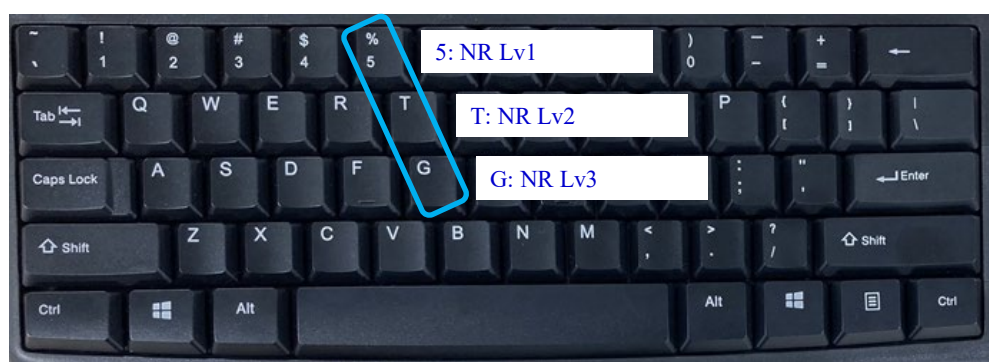 ~ ! @ # $ % ) — +
、 1 2 3 4 5 5: NR Lv1 0 - = ←
Tab Q W E R T T: NR Lv2 P { } |
[ ] \
Caps Lock A S D F G G: NR Lv3 : " Enter
; '
Shift Z X C V B N M < > ? Shift
, . /
Ctrl Alt Alt Ctrl